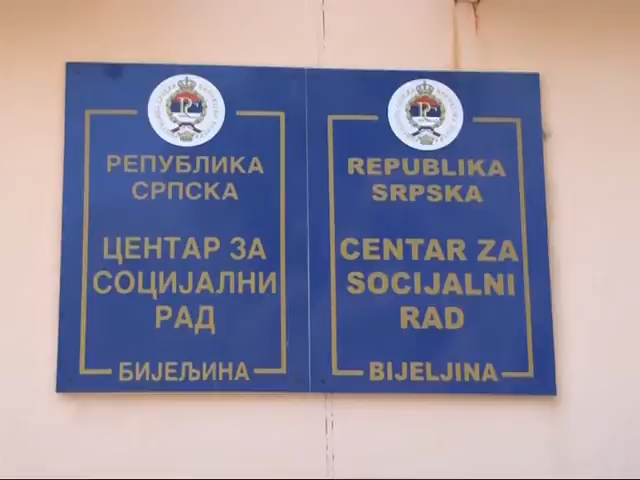 РЕПУБЛИКА
СРПСКА
ЦЕНТАР ЗА
СОЦИЈАЛНИ
РАД
БИЈЕЉИНА
REPUBLIKA
SRPSKA
CENTAR ZA
SOCIJALNI
RAD
BIJELJINA